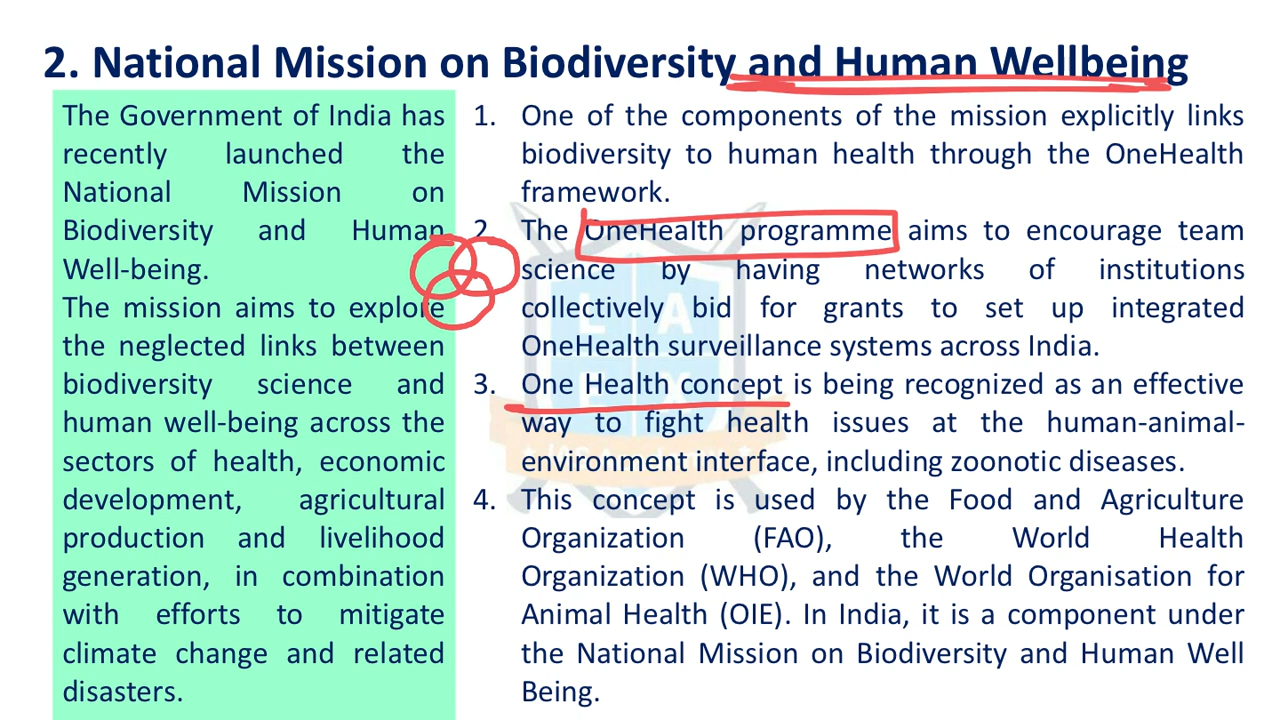 2. National Mission on Biodiversity and Human Wellbeing
The Government of India has
recently launched the
National Mission on
Biodiversity and Human
Well-being.
The mission aims to explore
the neglected links between
biodiversity science and
human well-being across the
sectors of health, economic
development, agricultural
production and livelihood
generation, in combination
with efforts to mitigate
climate change and related
disasters.
1. One of the components of the mission explicitly links
biodiversity to human health through the OneHealth
framework.
2. The OneHealth programme aims to encourage team
science by having networks of institutions
collectively bid for grants to set up integrated
OneHealth surveillance systems across India.
3. One Health concept is being recognized as an effective
way to fight health issues at the human-animal-
environment interface, including zoonotic diseases.
4. This concept is used by the Food and Agriculture
Organization (FAO), the World Health
Organization (WHO), and the World Organisation for
Animal Health (OIE). In India, it is a component under
the National Mission on Biodiversity and Human Well
Being.